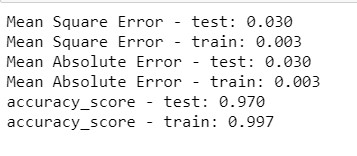 Mean Square Error - test: 0.030
Mean Square Error - train: 0.003
Mean Absolute Error - test: 0.030
Mean Absolute Error - train: 0.003
accuracy_score - test: 0.970
accuracy_score - train: 0.997